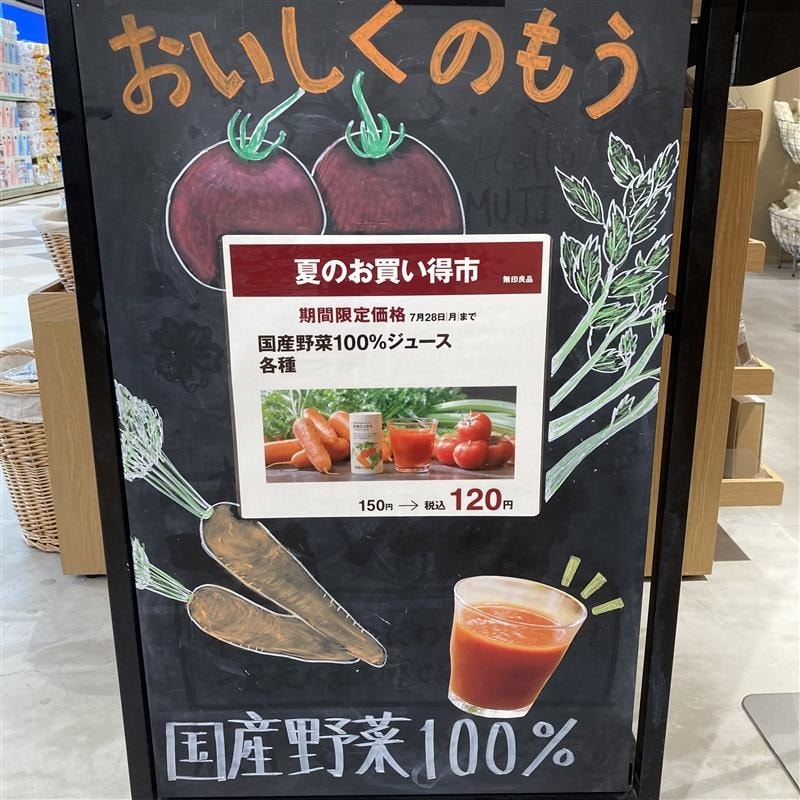 おいしくのもう
Hello
MUJI
夏のお買い得市 無印良品
期間限定価格 7月28日|月|まで
国産野菜100%ジュース
各種
150円 → 税込 120円
国産野菜100%